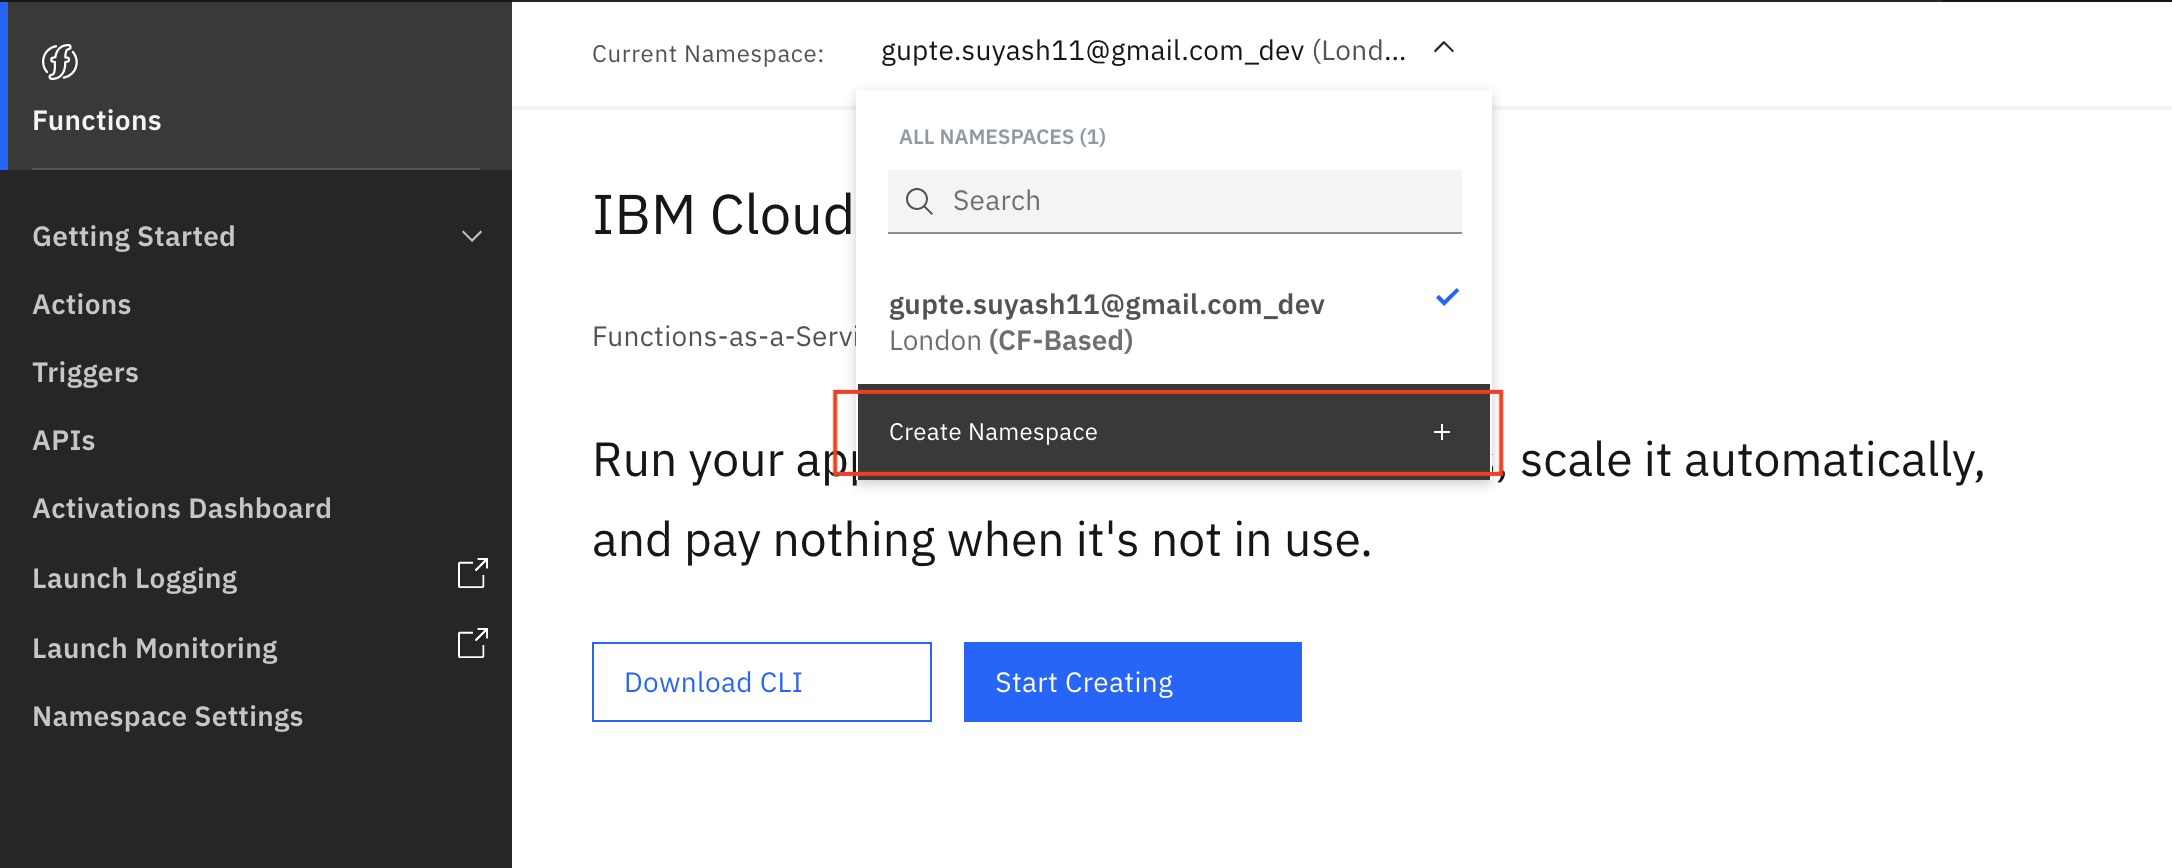 Functions
Getting Started
Actions
Triggers
APIs
Activations Dashboard
Launch Logging
Launch Monitoring
Namespace Settings
Current Namespace: gupte.suyash11@gmail.com_dev (Lond...
ALL NAMESPACES (1)
Search
gupte.suyash11@gmail.com_dev
London (CF-Based)
Create Namespace +
IBM Cloud
Functions-as-a-Servi
Run your app , scale it automatically,
and pay nothing when it's not in use.
Download CLI
Start Creating